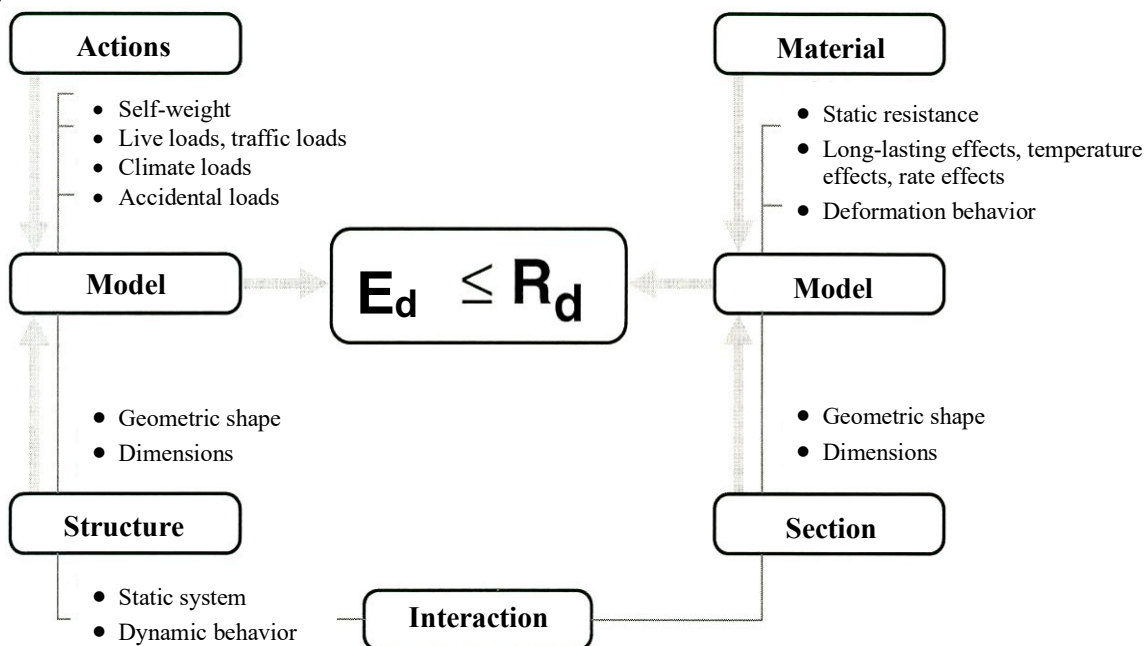 Actions
• Self-weight
• Live loads, traffic loads
• Climate loads
• Accidental loads
Model
Material
• Static resistance
• Long-lasting effects, temperature
effects, rate effects
• Deformation behavior
Model
E_d ≤ R_d
• Geometric shape
• Dimensions
Structure
• Static system
• Dynamic behavior
• Geometric shape
• Dimensions
Section
Interaction